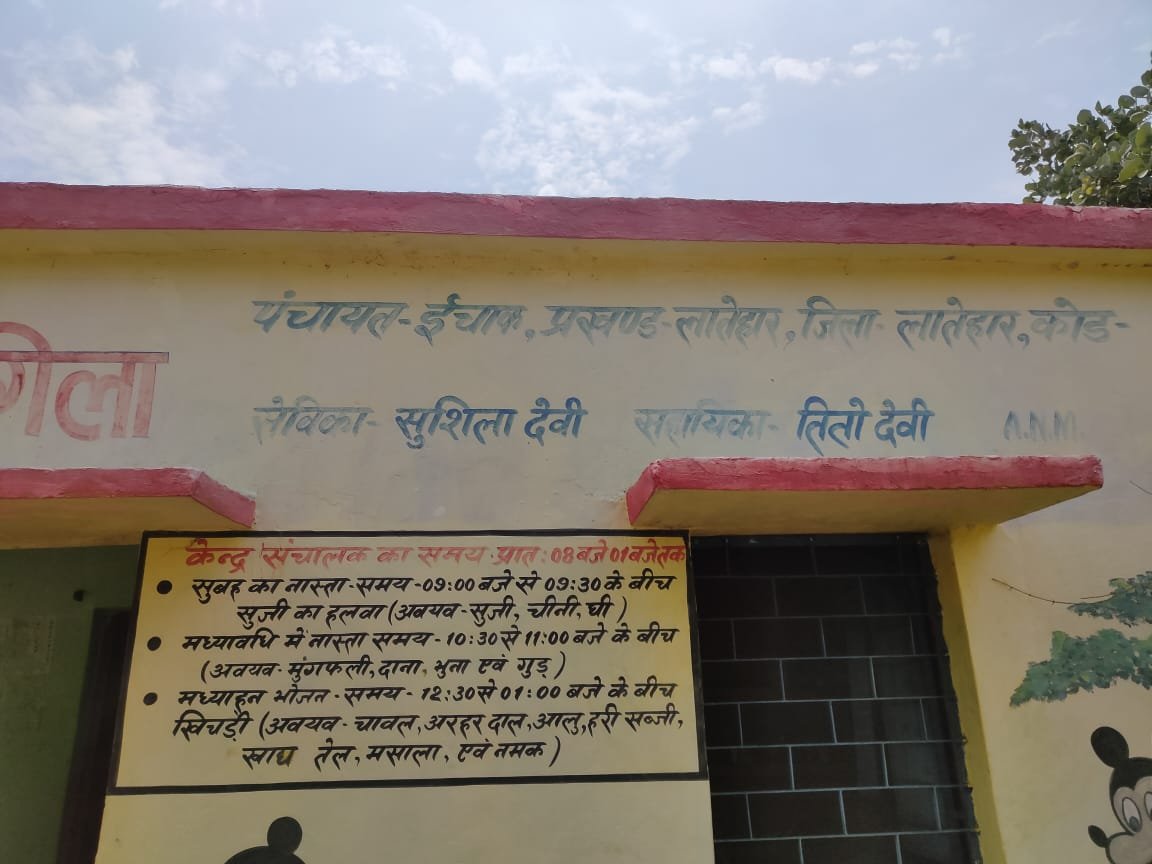 पंचायत-ईचाक, प्रखण्ड-लातेहार, जिला-लातेहार, कोड-
सेविका- सुशिला देवी सहायिका- तितो देवी A.N.M.
केन्द्र संचालक का समय प्रात: 08 बजे 01 बजे तक
• सुबह का नास्ता-समय-09:00 बजे से 09:30 के बीच
सुजी का हलवा (अवयव-सुजी, चीनी, घी)
• मध्यावधि में नास्ता समय-10:30 से 11:00 बजे के बीच
(अवयव-मुंगफली, दाना, भुना एवं गुड़)
• मध्याहन भोजन-समय-12:30 से 01:00 बजे के बीच
खिचड़ी (अवयव-चावल, अरहर दाल, आलु, हरी सब्जी,
खाद्य तेल, मसाला, एवं नमक)